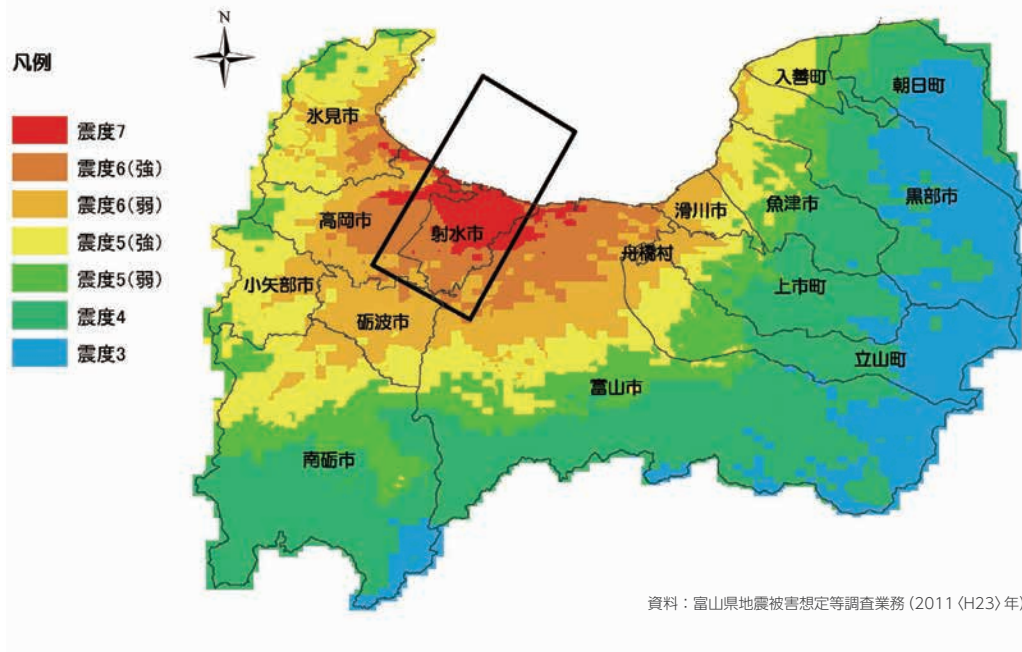 N
凡例
震度7
震度6(強)
震度6(弱)
震度5(強)
震度5(弱)
震度4
震度3
入善町
朝日町
氷見市
黒部市
滑川市
魚津市
高岡市
射水市
舟橋村
小矢部市
上市町
砺波市
立山町
富山市
南砺市
資料：富山県地震被害想定等調査業務 (2011〈H23〉年)